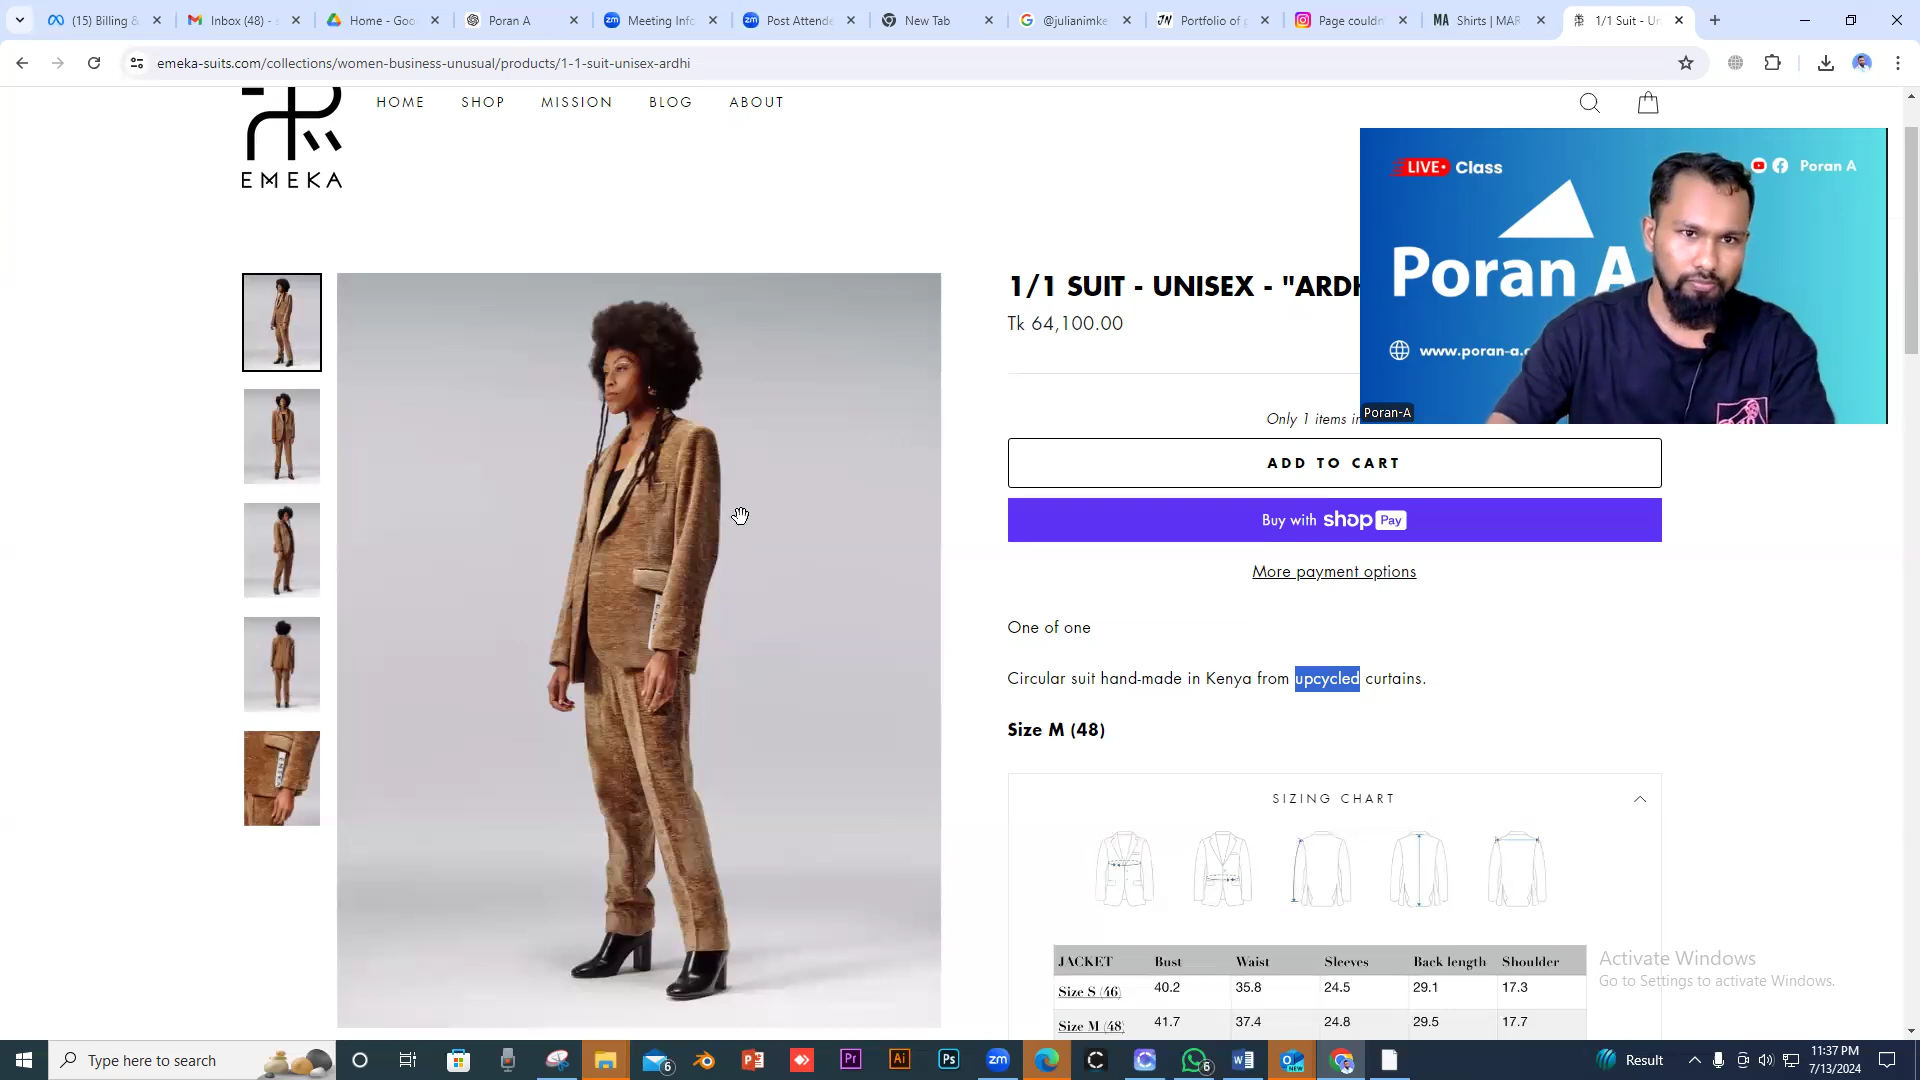 (15) Billing &
Inbox (48) - s
Home - Goo
Poran A
Meeting Info
Post Attende
New Tab
@julianimke
Portfolio of p
Page couldn
MA Shirts | MAR
1/1 Suit - Un
emeka-suits.com/collections/women-business-unusual/products/1-1-suit-unisex-ardhi
EMEKA
HOME SHOP MISSION BLOG ABOUT
LIVE Class
Poran A
Poran A
www.poran-a.c
Poran-A
1/1 SUIT - UNISEX - "ARDH
Tk 64,100.00
Only 1 items in
ADD TO CART
Buy with shop Pay
More payment options
One of one
Circular suit hand-made in Kenya from upcycled curtains.
Size M (48)
SIZING CHART
JACKET Bust Waist Sleeves Back length Shoulder
Size S (46) 40.2 35.8 24.5 29.1 17.3
Size M (48) 41.7 37.4 24.8 29.5 17.7
Activate Windows
Go to Settings to activate Windows.
Type here to search
Result
11:37 PM
7/13/2024